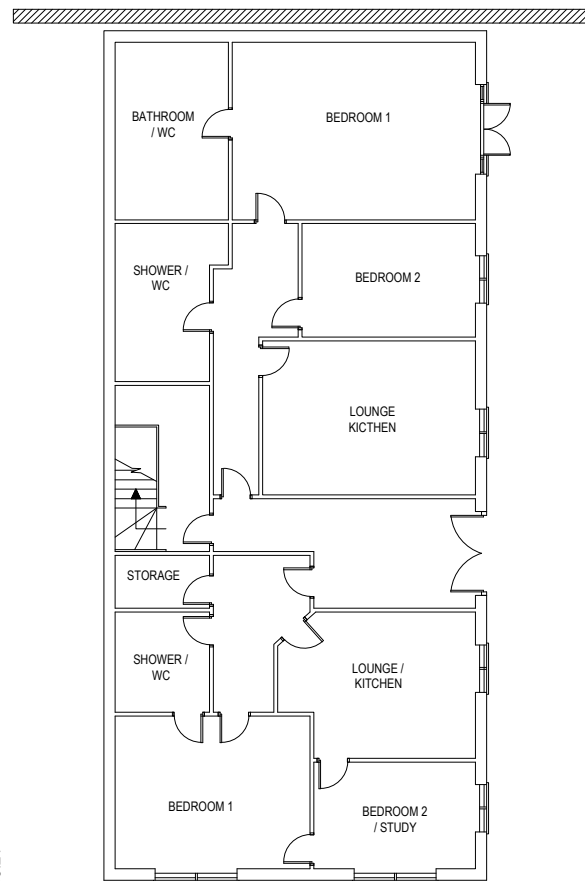 BATHROOM
/ WC
BEDROOM 1
SHOWER /
WC
BEDROOM 2
LOUNGE
KICTHEN
STORAGE
SHOWER /
WC
LOUNGE /
KITCHEN
BEDROOM 1
BEDROOM 2
/ STUDY